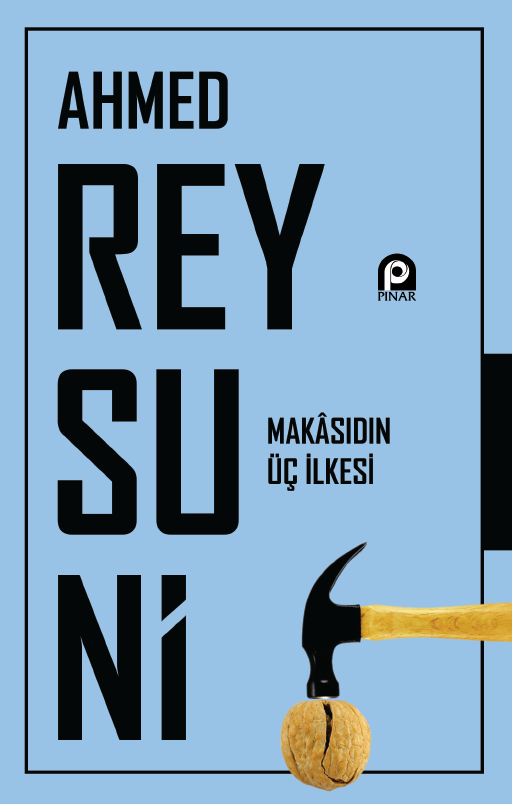 AHMED
REY
SU
Nİ
PINAR
MAKÂSIDIN
ÜÇ İLKESİ